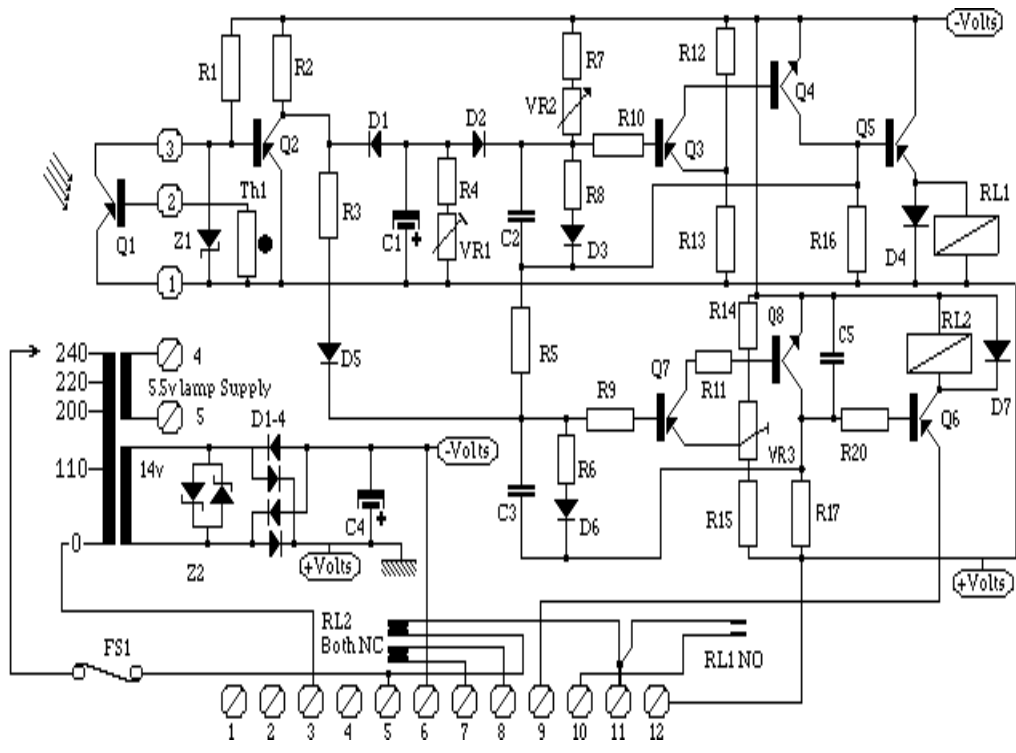 -Volts
R1
R2
R7
R12
VR2
Q4
D1
D2
R10
Q5
3
Q2
Q3
Th1
R4
R8
RL1
2
R3
Z1
C1
+
VR1
C2
D3
R13
R16
D4
Q1
1
R14
Q8
C5
RL2
240
4
D5
R5
Q7
220
5.5v lamp Supply
R9
R11
D7
200
5
Q6
D1-4
-Volts
VR3
R20
110
14v
R6
C3
R15
R17
C4
+
D6
0
Z2
+Volts
+Volts
RL2
Both NC
FS1
RL1 NO
1
2
3
4
5
6
7
8
9
10
11
12